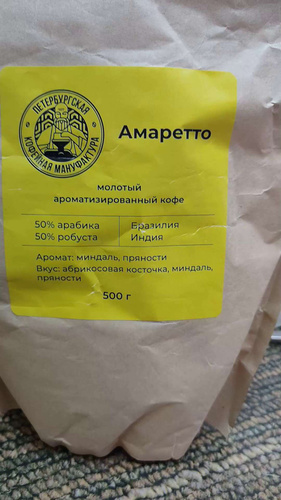 ПЕТЕРБУРГСКАЯ
КОФЕЙНАЯ МАНУФАКТУРА
Амаретто
молотый
ароматизированный кофе
50% арабика
Бразилия
50% робуста
Индия
Аромат: миндаль, пряности
Вкус: абрикосовая косточка, миндаль,
пряности
500 г